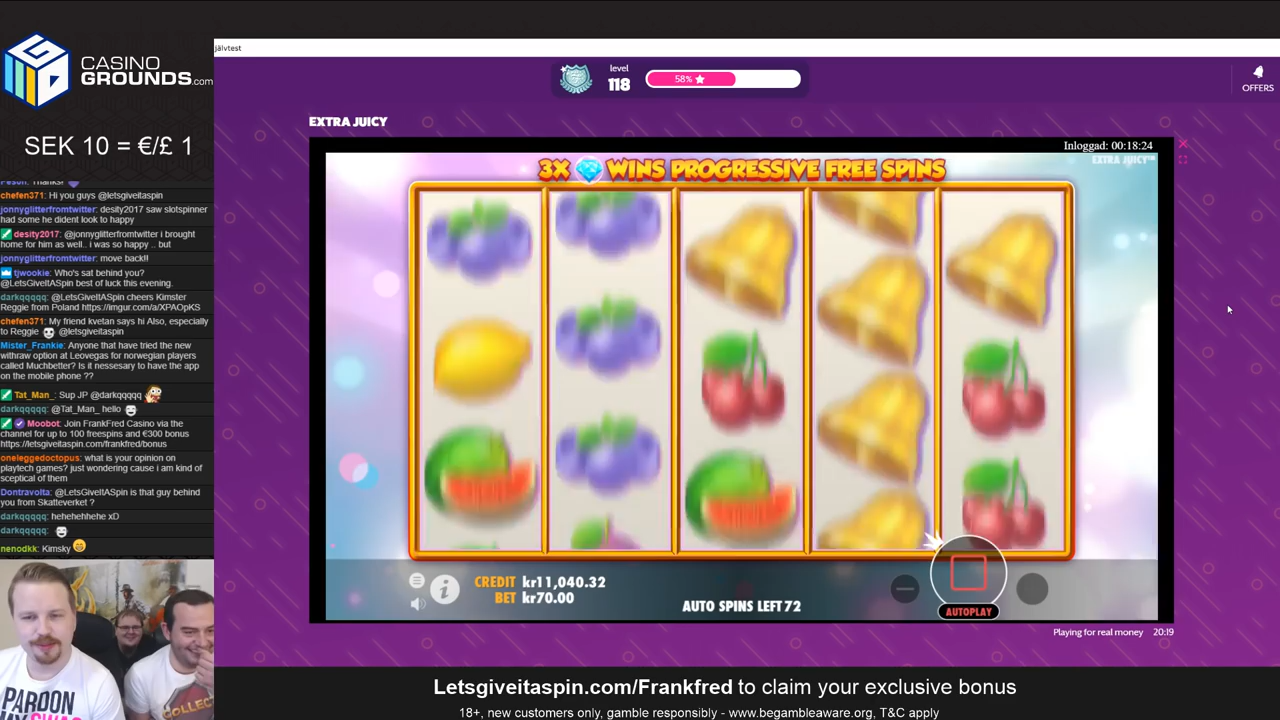 CASINO
GROUNDS.com
SEK 10 = €/£ 1
chefen371: Hi you guys @letsgiveitaspin
jonnyglitterfromtwitter: desity2017 saw slotspinner
had some he dident look to happy
desity2017: @jonnyglitterfromtwitter i brought
home for him as well.. i was so happy .. but
jonnyglitterfromtwitter: move back!!
tjwookie: Who's sat behind you?
@LetsGiveItASpin best of luck this evening.
darkqqqqq: @LetsGiveItASpin cheers Kimster
Reggie from Poland https://imgur.com/a/XPAOpKS
chefen371: My friend kvetan says hi Also, especially
to Reggie @letsgiveitaspin
Mister_Frankie: Anyone that have tried the new
withraw option at Leovegas for norwegian players
called Muchbetter? Is it nessesary to have the app
on the mobile phone ??
Tat_Man_: Sup JP @darkqqqqq
darkqqqqq: @Tat_Man_ hello
Moobot: Join FrankFred Casino via the
channel for up to 100 freespins and €300 bonus
https://letsgiveitaspin.com/frankfred/bonus
oneleggedoctopus: what is your opinion on
playtech games? just wondering cause i am kind of
sceptical of them
Dontravolta: @LetsGiveItASpin is that guy behind
you from Skatteverket ?
darkqqqqq: hehehehhehe xD
darkqqqqq:
nenodkk: Kimsky
PARDON
MY SWAG
COLLECT
jälvtest
level
118
58%
OFFERS
EXTRA JUICY
Inloggad: 00:18:24
EXTRA JUICY™
3X WINS PROGRESSIVE FREE SPINS
CREDIT kr11,040.32
BET kr70.00
AUTO SPINS LEFT 72
AUTOPLAY
Playing for real money 20:19
Letsgiveitaspin.com/Frankfred to claim your exclusive bonus
18+, new customers only, gamble responsibly - www.begambleaware.org, T&C apply